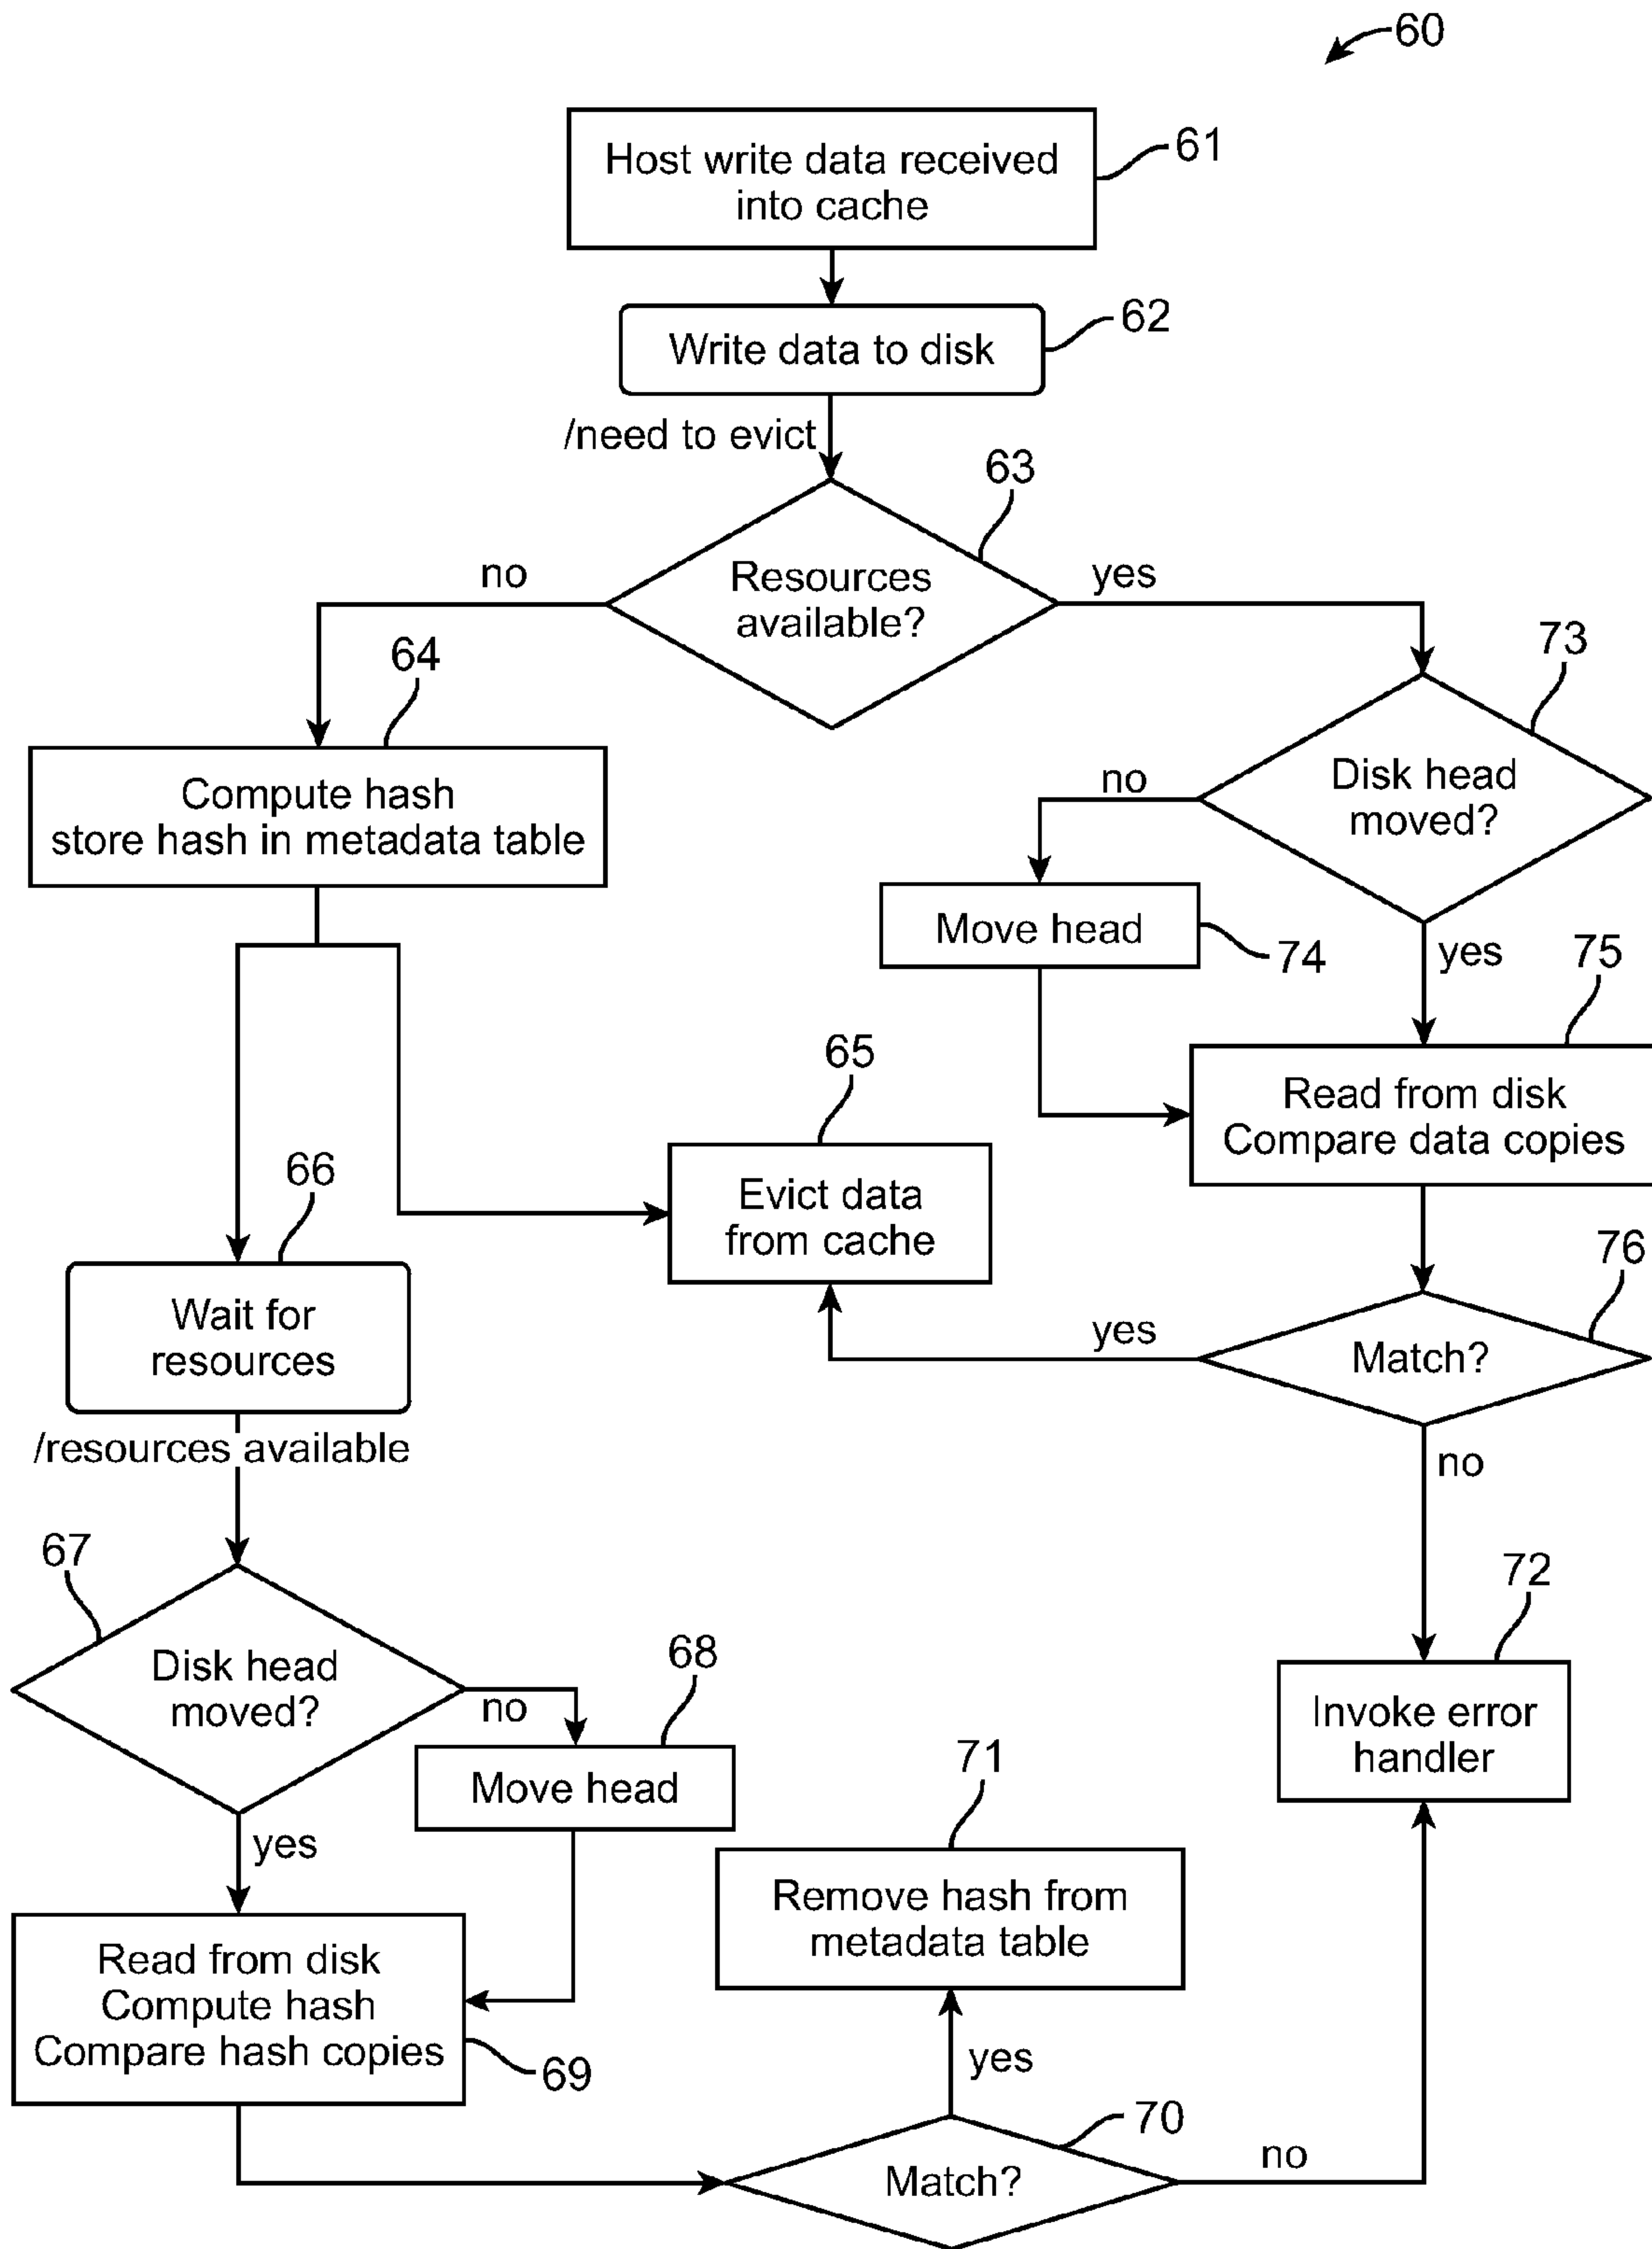 60
Host write data received
into cache
61
Write data to disk
62
/need to evict
63
Resources
available?
no
yes
64
Compute hash
store hash in metadata table
73
Disk head
moved?
no
Move head
74
yes
75
Read from disk
Compare data copies
65
Evict data
from cache
66
Wait for
resources
/resources available
76
Match?
yes
no
67
Disk head
moved?
no
68
Move head
yes
72
Invoke error
handler
71
Remove hash from
metadata table
Read from disk
Compute hash
Compare hash copies
69
yes
70
Match?
no